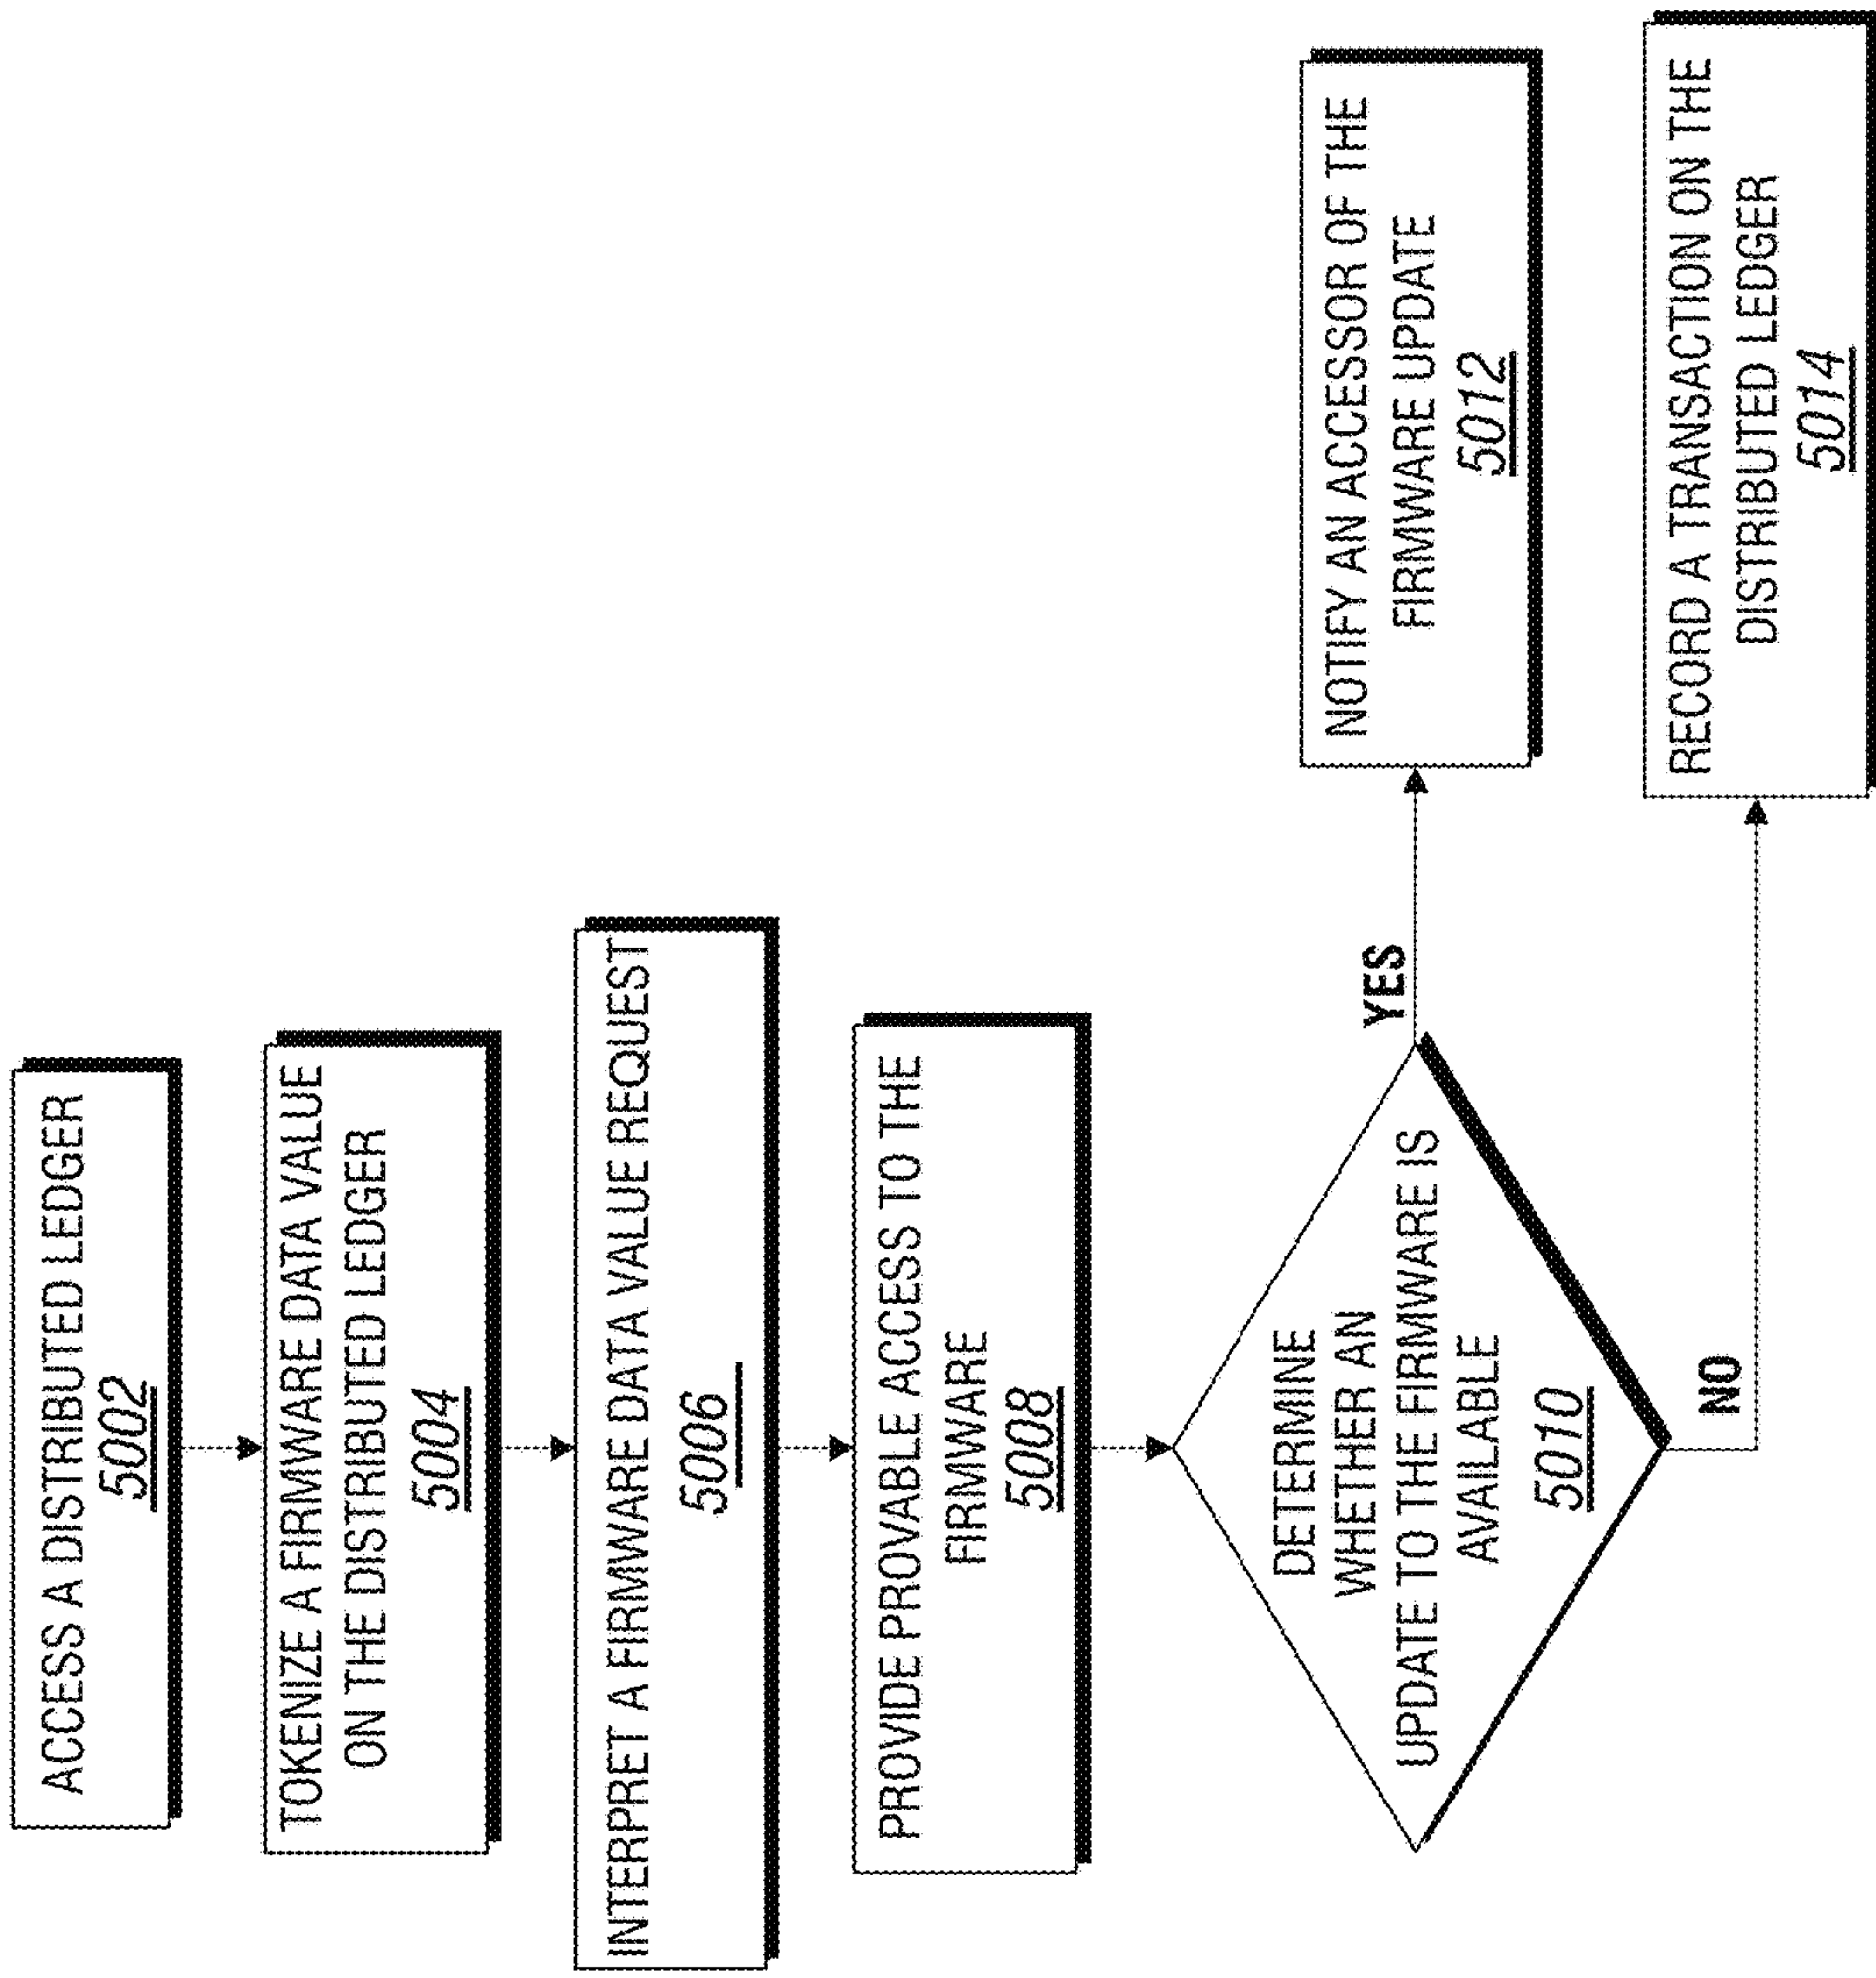 ACCESS A DISTRIBUTED LEDGER
5002
TOKENIZE A FIRMWARE DATA VALUE
ON THE DISTRIBUTED LEDGER
5004
INTERPRET A FIRMWARE DATA VALUE REQUEST
5006
PROVIDE PROVABLE ACCESS TO THE
FIRMWARE
5008
DETERMINE
WHETHER AN
UPDATE TO THE FIRMWARE IS
AVAILABLE
5010
YES
NOTIFY AN ACCESSOR OF THE
FIRMWARE UPDATE
5012
NO
RECORD A TRANSACTION ON THE
DISTRIBUTED LEDGER
5014